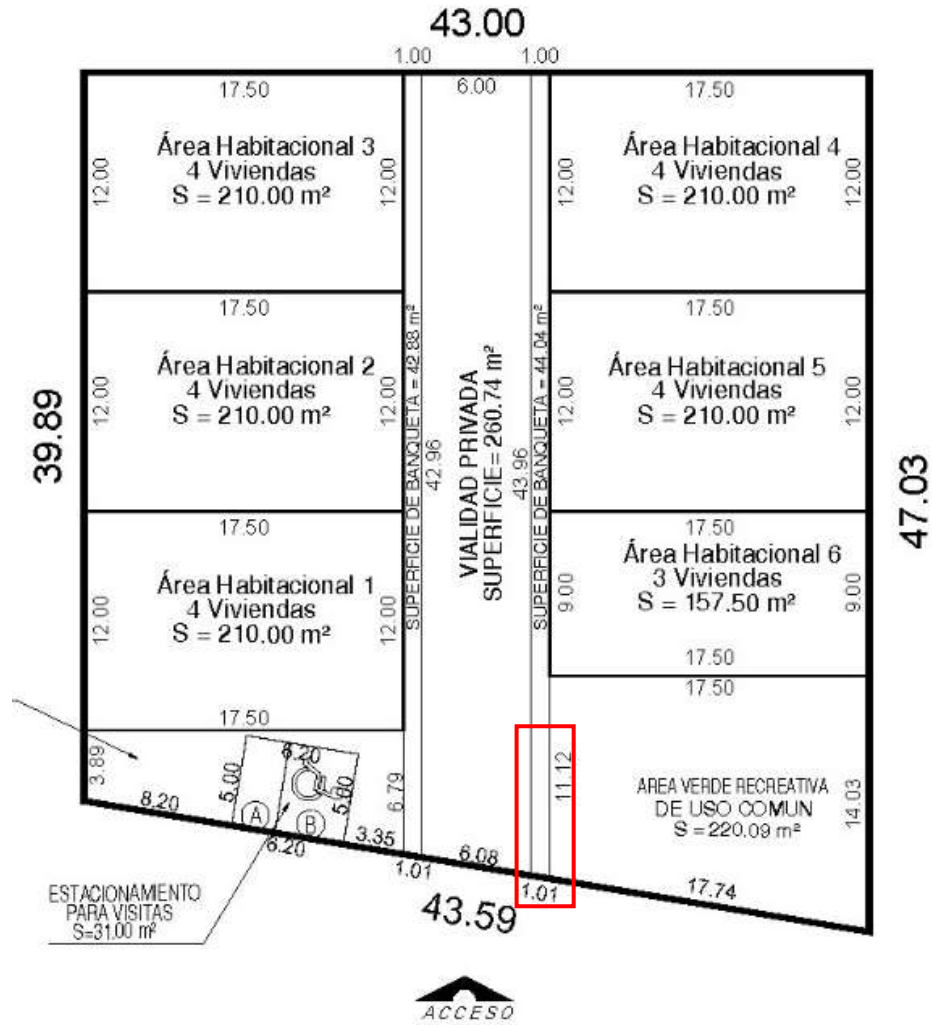 43.00
1.00
1.00
17.50
6.00
17.50
Área Habitacional 3
4 Viviendas
S = 210.00 m²
12.00
12.00
Área Habitacional 4
4 Viviendas
S = 210.00 m²
12.00
12.00
17.50
17.50
Área Habitacional 2
4 Viviendas
S = 210.00 m²
12.00
12.00
Área Habitacional 5
4 Viviendas
S = 210.00 m²
12.00
12.00
39.89
SUPERFICIE DE BANQUETA = 42.88 m²
42.96
VIALIDAD PRIVADA
SUPERFICIE= 260.74 m²
43.96
SUPERFICIE DE BANQUETA = 44.04 m²
47.03
17.50
17.50
Área Habitacional 1
4 Viviendas
S = 210.00 m²
12.00
12.00
Área Habitacional 6
3 Viviendas
S = 157.50 m²
9.00
9.00
17.50
17.50
17.50
3.89
8.20
5.00
6.20
5.00
A
B
6.20
3.35
6.79
1.01
6.08
11.12
1.01
AREA VERDE RECREATIVA
DE USO COMUN
S = 220.09 m²
14.03
17.74
43.59
ESTACIONAMIENTO
PARA VISITAS
S=31.00 m²
ACCESO